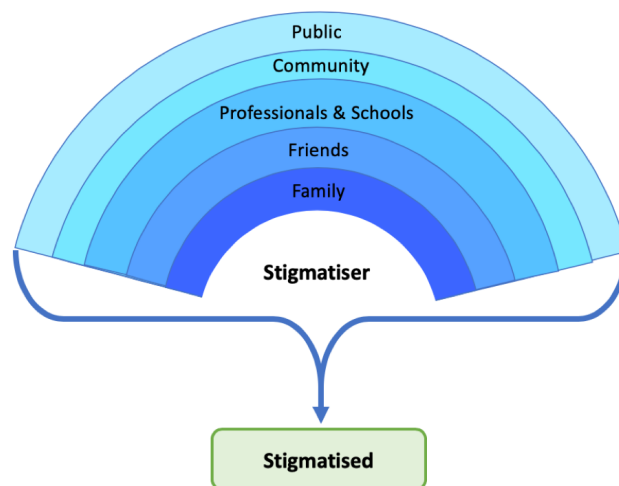 Public
Community
Professionals & Schools
Friends
Family
Stigmatiser
Stigmatised